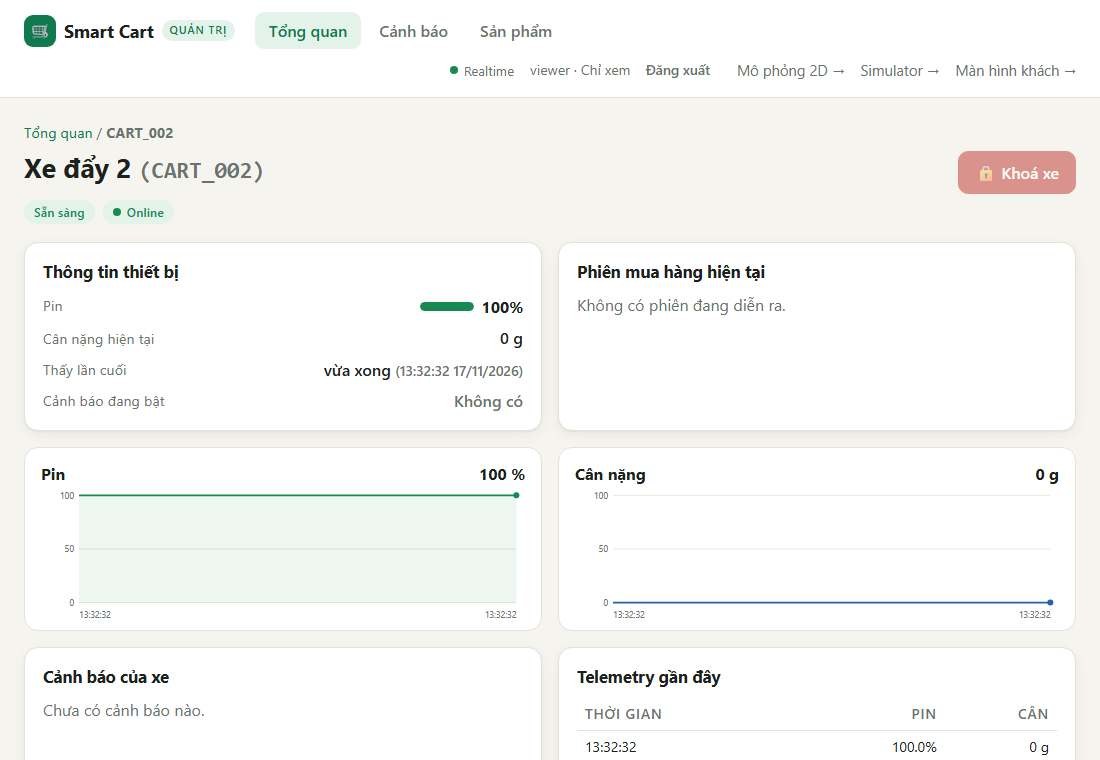 Smart Cart QUẢN TRỊ Tổng quan Cảnh báo Sản phẩm
Realtime viewer · Chỉ xem Đăng xuất Mô phỏng 2D → Simulator → Màn hình khách →
Tổng quan / CART_002
Xe đẩy 2 (CART_002)
Khoá xe
Sẵn sàng Online
Thông tin thiết bị
Pin 100%
Cân nặng hiện tại 0 g
Thấy lần cuối vừa xong (13:32:32 17/11/2026)
Cảnh báo đang bật Không có
Phiên mua hàng hiện tại
Không có phiên đang diễn ra.
Pin 100 %
100
50
0
13:32:32 13:32:32
Cân nặng 0 g
100
50
0
13:32:32 13:32:32
Cảnh báo của xe
Chưa có cảnh báo nào.
Telemetry gần đây
THỜI GIAN PIN CÂN
13:32:32 100.0% 0 g